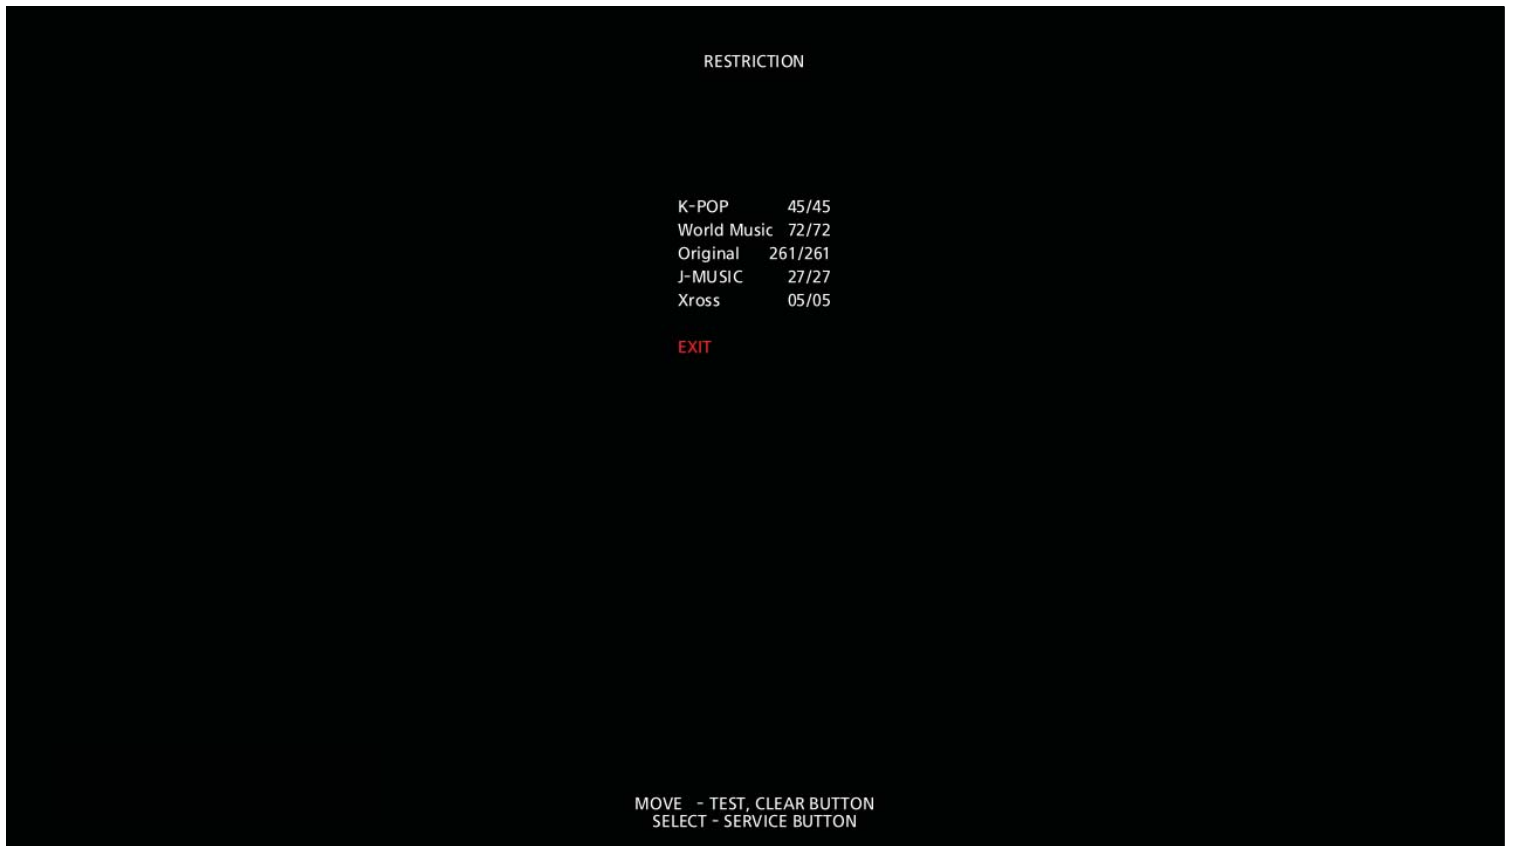 RESTRICTION
K-POP 45/45
World Music 72/72
Original 261/261
J-MUSIC 27/27
Xross 05/05
EXIT
MOVE - TEST, CLEAR BUTTON
SELECT - SERVICE BUTTON